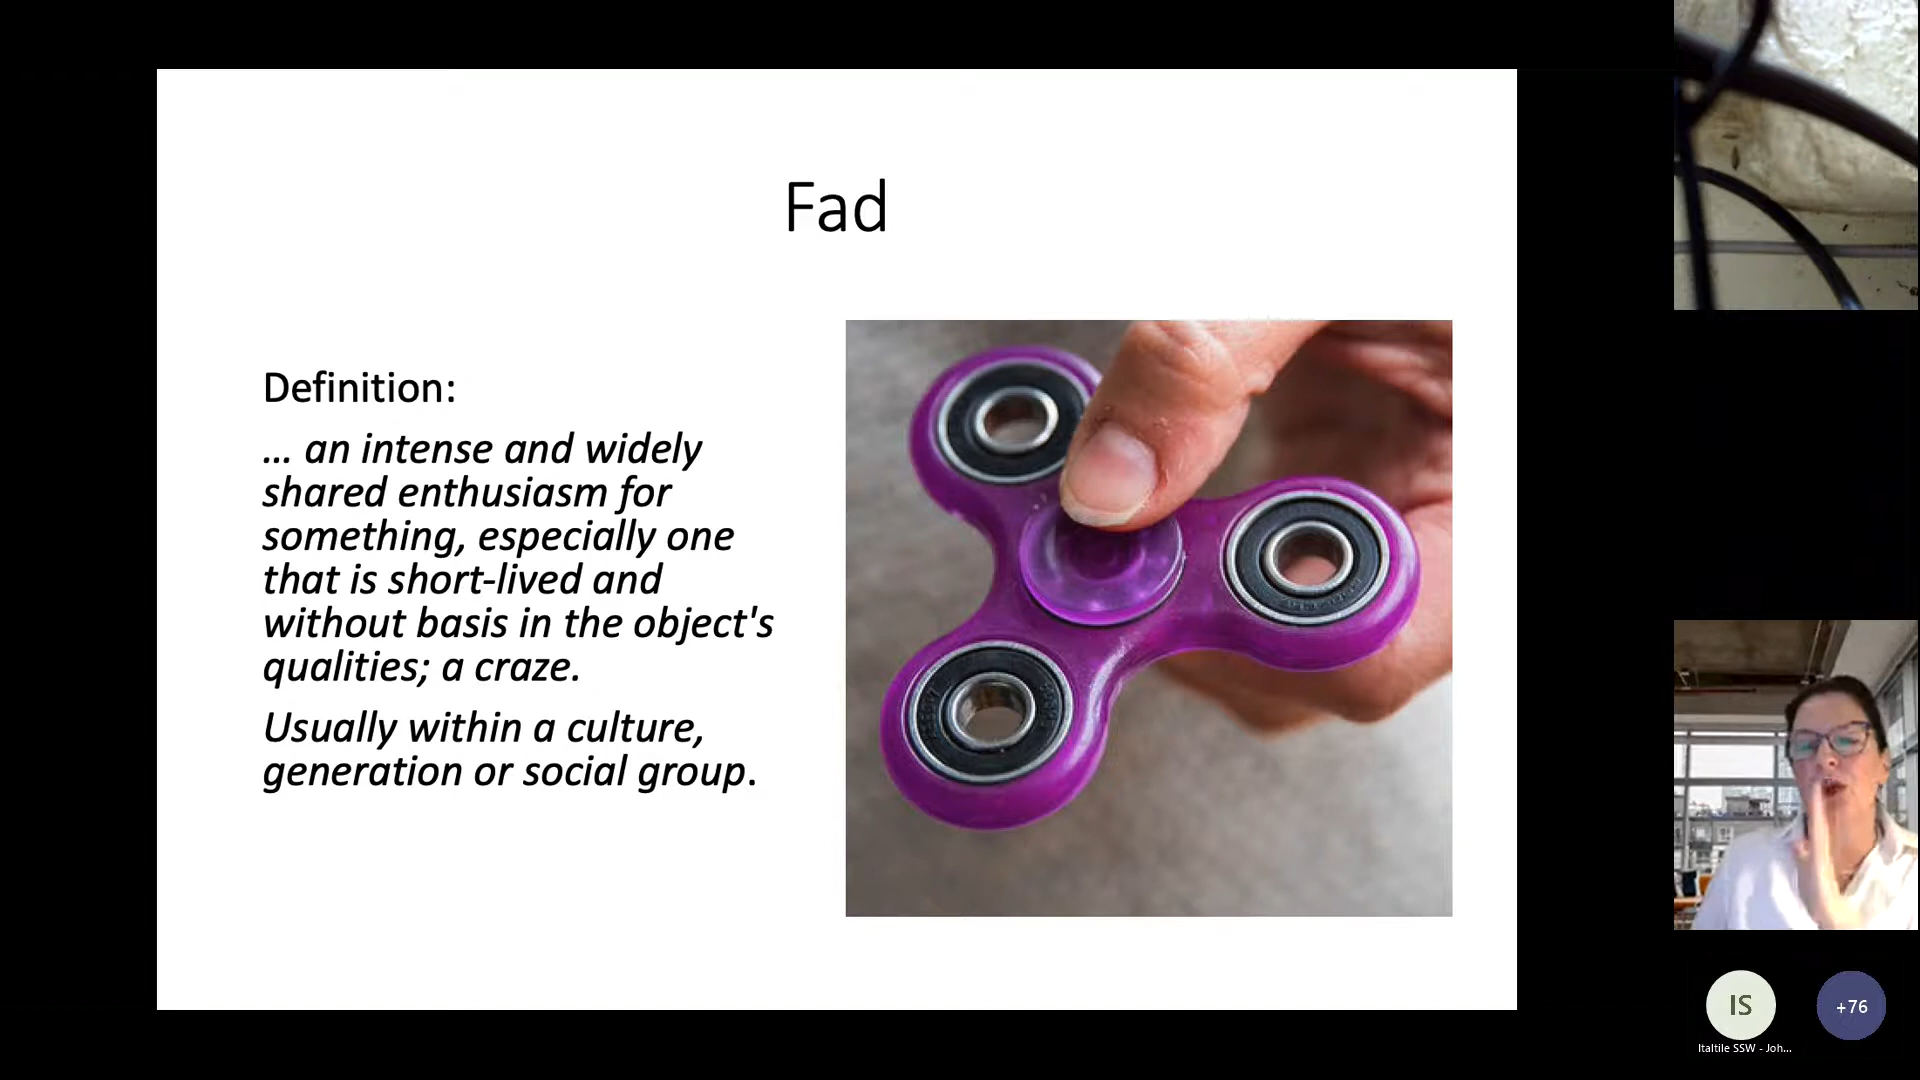 Fad
Definition:
... an intense and widely
shared enthusiasm for
something, especially one
that is short-lived and
without basis in the object's
qualities; a craze.
Usually within a culture,
generation or social group.
IS
+76
Italtile SSW - Joh...